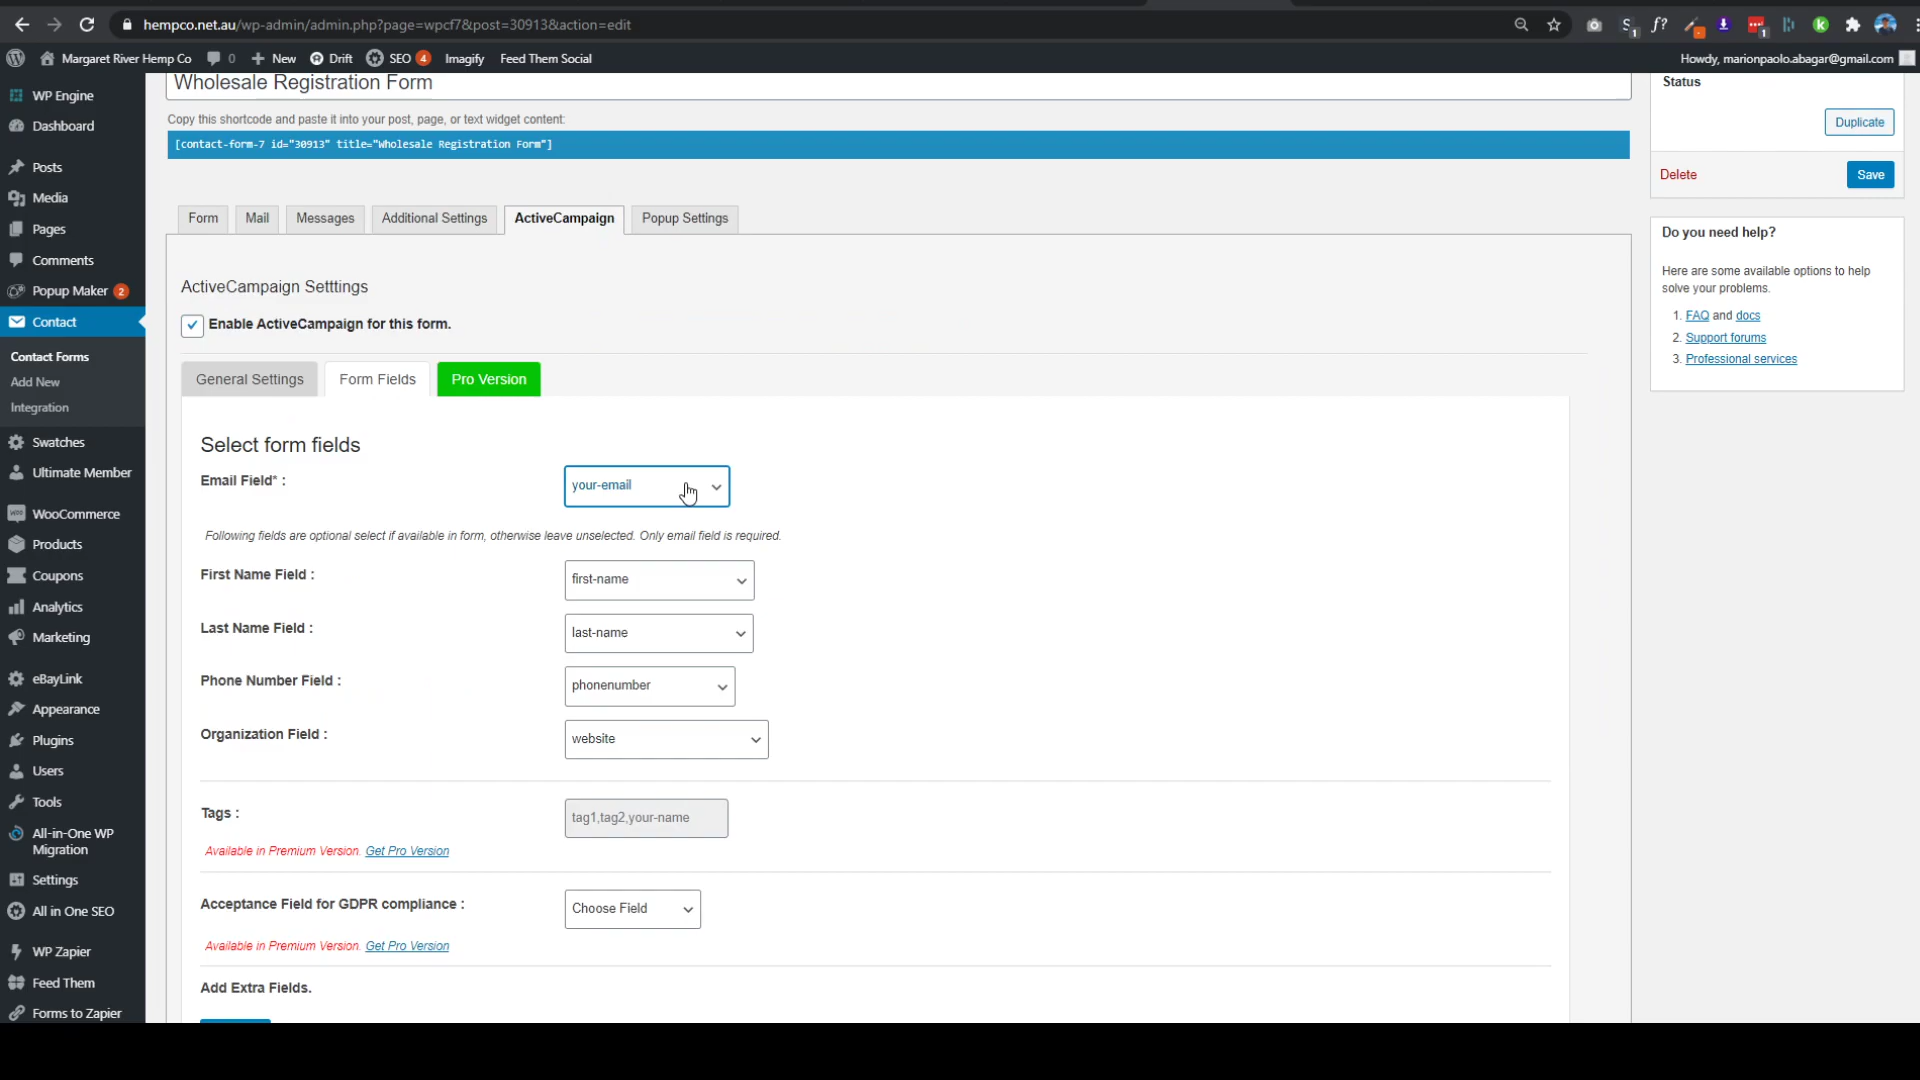 hempco.net.au/wp-admin/admin.php?page=wpcf7&post=30913&action=edit
Margaret River Hemp Co
0
New
Drift
SEO 4
Imagify
Feed Them Social
Howdy, marionpaolo.abagar@gmail.com
WP Engine
Dashboard
Posts
Media
Pages
Comments
Popup Maker 2
Contact
Contact Forms
Add New
Integration
Swatches
Ultimate Member
WooCommerce
Products
Coupons
Analytics
Marketing
eBayLink
Appearance
Plugins
Users
Tools
All-in-One WP
Migration
Settings
All in One SEO
WP Zapier
Feed Them
Forms to Zapier
Wholesale Registration Form
Copy this shortcode and paste it into your post, page, or text widget content:
[contact-form-7 id="30913" title="Wholesale Registration Form"]
Form
Mail
Messages
Additional Settings
ActiveCampaign
Popup Settings
ActiveCampaign Setttings
Enable ActiveCampaign for this form.
General Settings
Form Fields
Pro Version
Select form fields
Email Field* :
your-email
Following fields are optional select if available in form, otherwise leave unselected. Only email field is required.
First Name Field :
first-name
Last Name Field :
last-name
Phone Number Field :
phonenumber
Organization Field :
website
Tags :
tag1,tag2,your-name
Available in Premium Version. Get Pro Version
Acceptance Field for GDPR compliance :
Choose Field
Available in Premium Version. Get Pro Version
Add Extra Fields.
Status
Duplicate
Delete
Save
Do you need help?
Here are some available options to help
solve your problems.
1. FAQ and docs
2. Support forums
3. Professional services